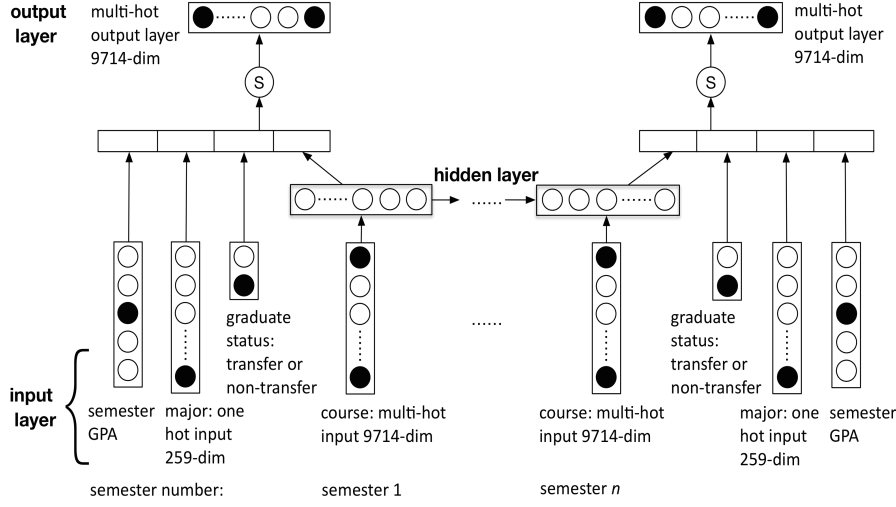 output
layer
multi-hot
output layer
9714-dim
multi-hot
output layer
9714-dim
S
S
hidden layer
......
......
graduate
status:
transfer or
non-transfer
graduate
status:
transfer or
non-transfer
input
layer
semester
GPA
major: one
hot input
259-dim
course: multi-hot
input 9714-dim
course: multi-hot
input 9714-dim
major: one
hot input
259-dim
semester
GPA
semester number:
semester 1
semester n